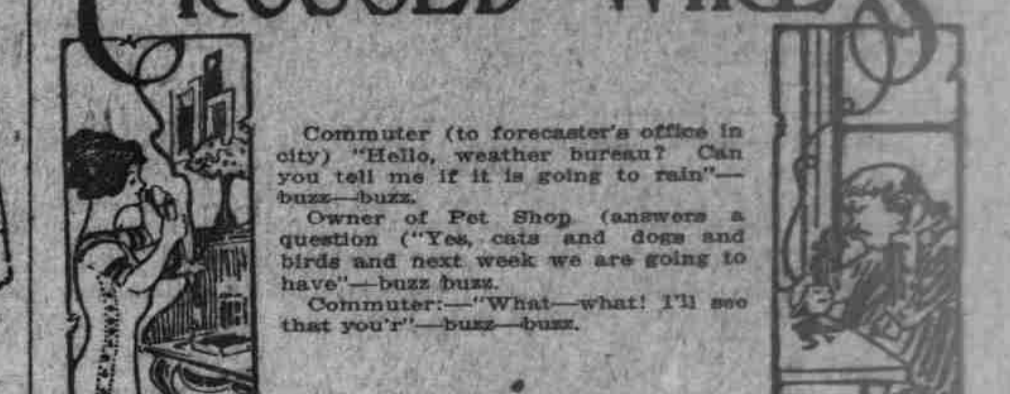 Commuter (to forecaster's office in
city) "Hello, weather bureau? Can
you tell me if it is going to rain"—
buzz—buzz.
Owner of Pet Shop (answers a
question ("Yes, cats and dogs and
birds and next week we are going to
have"—buzz buzz.
Commuter:—"What—what! I'll see
that you'r"—buzz—buzz.